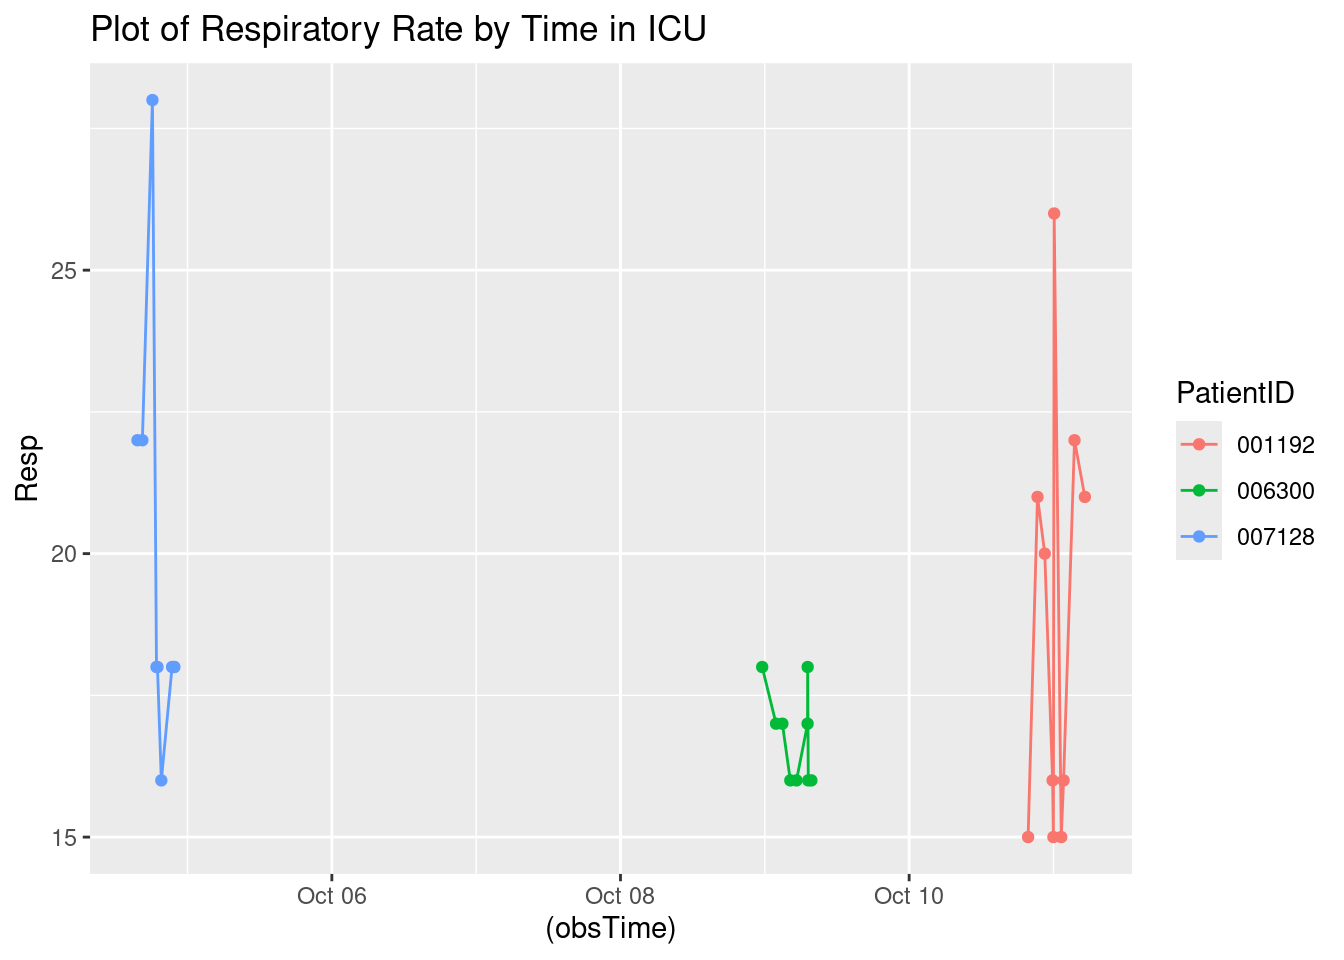 Plot of Respiratory Rate by Time in ICU
Resp
25
20
15
Oct 06
Oct 08
Oct 10
(obsTime)
PatientID
001192
006300
007128